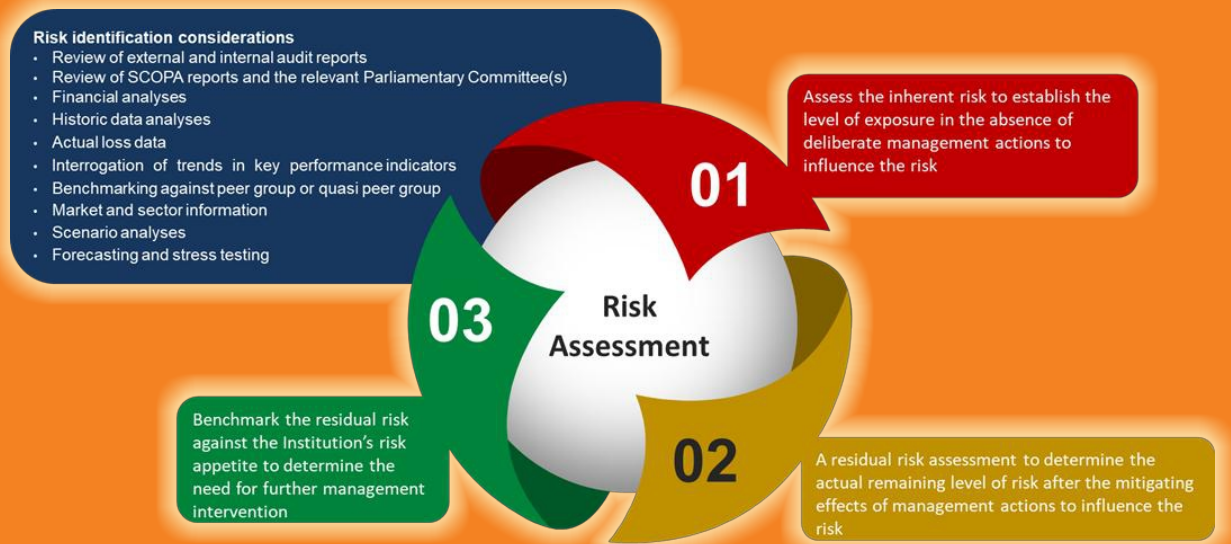 Risk identification considerations
• Review of external and internal audit reports
• Review of SCOPA reports and the relevant Parliamentary Committee(s)
• Financial analyses
• Historic data analyses
• Actual loss data
• Interrogation of trends in key performance indicators
• Benchmarking against peer group or quasi peer group
• Market and sector information
• Scenario analyses
• Forecasting and stress testing
01
Assess the inherent risk to establish the
level of exposure in the absence of
deliberate management actions to
influence the risk
Risk
Assessment
02
A residual risk assessment to determine the
actual remaining level of risk after the mitigating
effects of management actions to influence the
risk
03
Benchmark the residual risk
against the Institution’s risk
appetite to determine the
need for further management
intervention